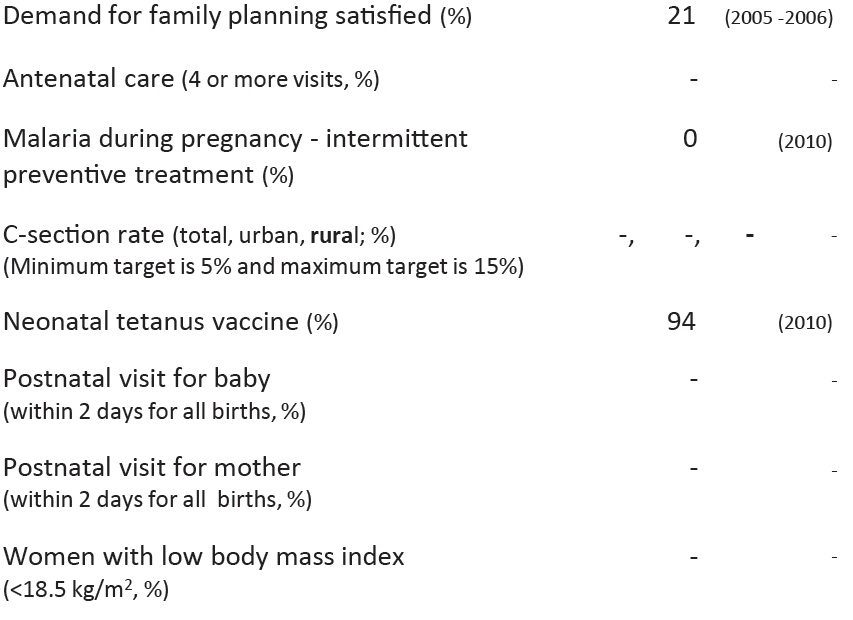 Demand for family planning satisfied (%) 21 (2005 -2006)
Antenatal care (4 or more visits, %) - -
Malaria during pregnancy - intermittent 0 (2010)
preventive treatment (%)
C-section rate (total, urban, rural; %) -, -, - -
(Minimum target is 5% and maximum target is 15%)
Neonatal tetanus vaccine (%) 94 (2010)
Postnatal visit for baby - -
(within 2 days for all births, %)
Postnatal visit for mother - -
(within 2 days for all births, %)
Women with low body mass index - -
(<18.5 kg/m², %)